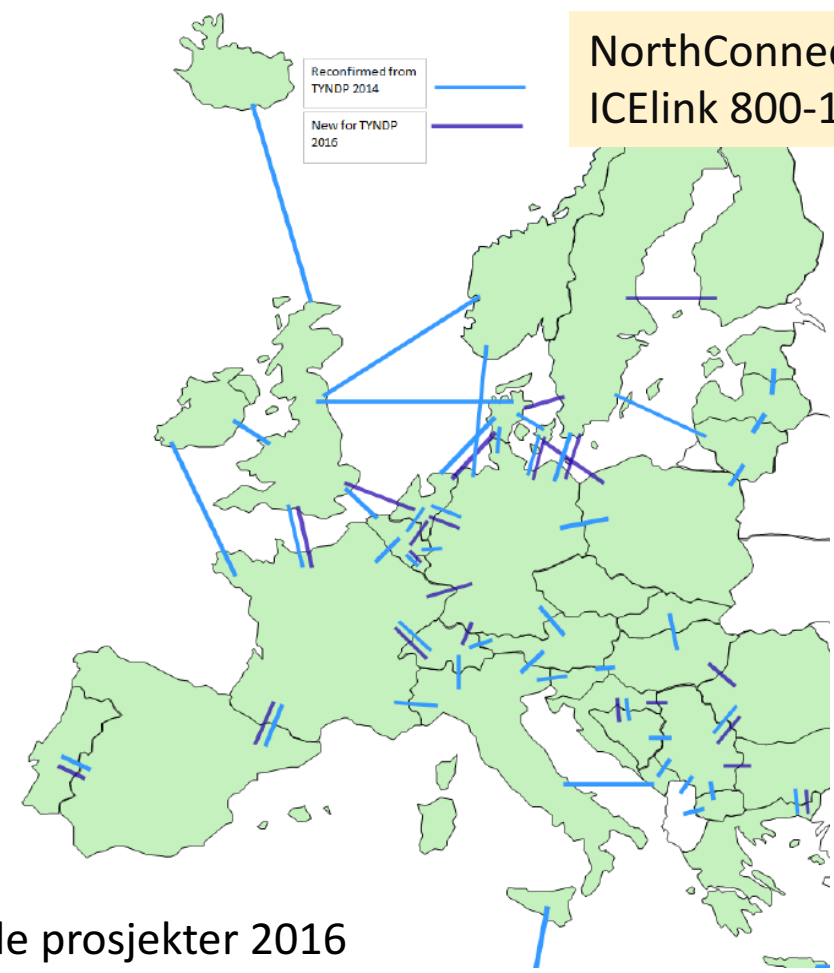 Reconfirmed from
TYNDP 2014
New for TYNDP
2016
NorthConnec
ICElink 800-1
le prosjekter 2016